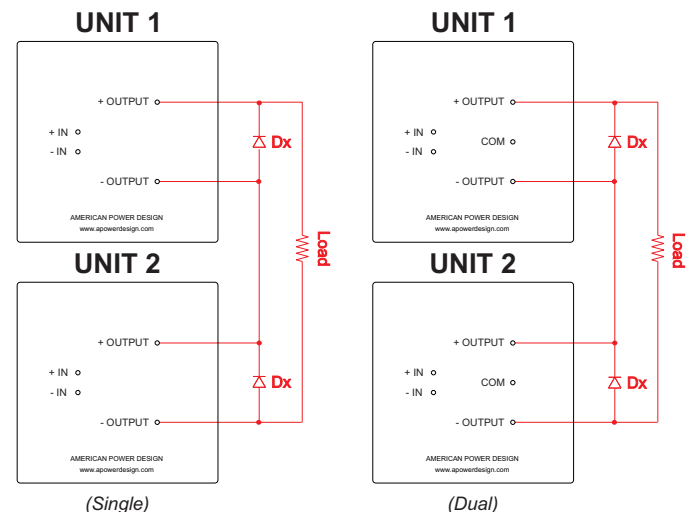 UNIT 1
+ OUTPUT
+ IN
- IN
Dx
- OUTPUT
AMERICAN POWER DESIGN
www.apowerdesign.com
Load
UNIT 2
+ OUTPUT
+ IN
- IN
Dx
- OUTPUT
AMERICAN POWER DESIGN
www.apowerdesign.com
(Single)
UNIT 1
+ OUTPUT
+ IN
COM
- IN
Dx
- OUTPUT
AMERICAN POWER DESIGN
www.apowerdesign.com
Load
UNIT 2
+ OUTPUT
+ IN
COM
- IN
Dx
- OUTPUT
AMERICAN POWER DESIGN
www.apowerdesign.com
(Dual)